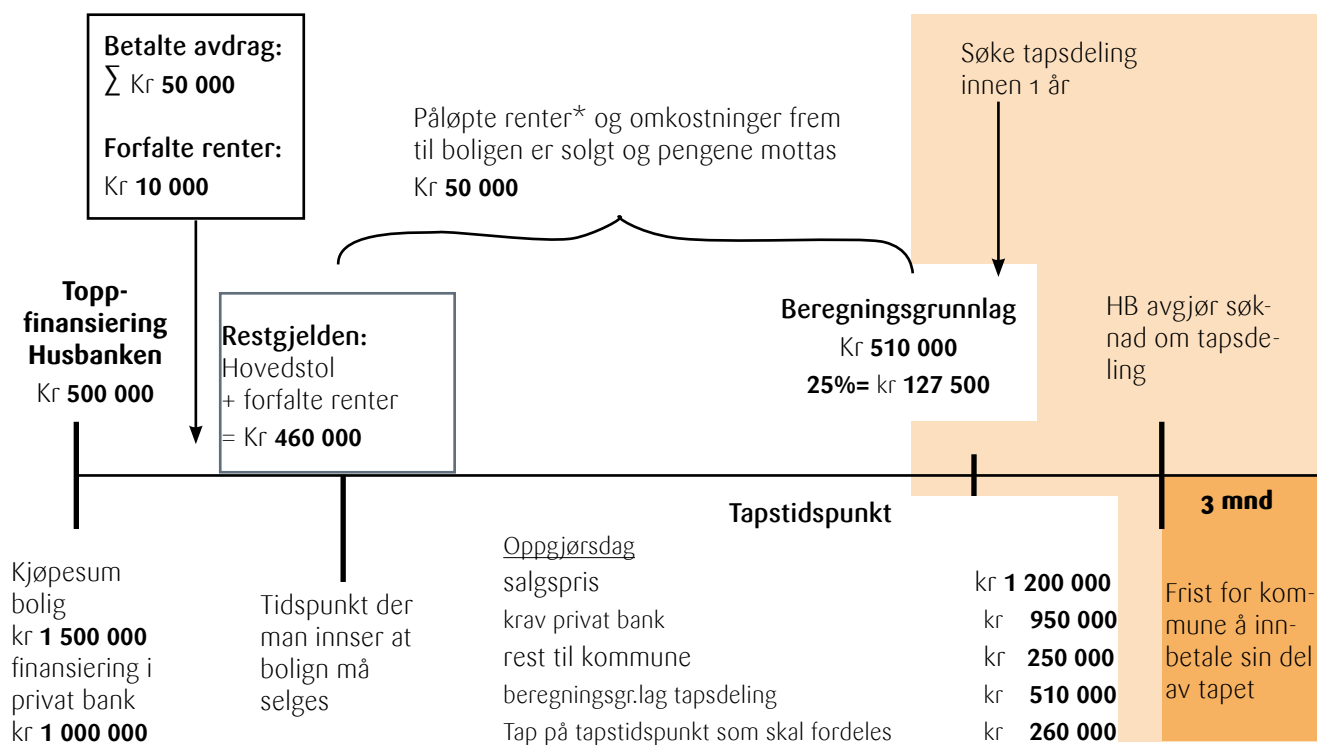 Betalte avdrag:
∑ Kr 50 000
Forfalte renter:
Kr 10 000
Påløpte renter* og omkostninger frem
til boligen er solgt og pengene mottas
Kr 50 000
Søke tapsdeling
innen 1 år
Topp-
finansiering
Husbanken
Kr 500 000
Restgjelden:
Hovedstol
+ forfalte renter
= Kr 460 000
Beregningsgrunnlag
Kr 510 000
25%= kr 127 500
HB avgjør søk-
nad om tapsde-
ling
Kjøpesum
bolig
kr 1 500 000
finansiering i
privat bank
kr 1 000 000
Tidspunkt der
man innser at
bolign må
selges
Tapstidspunkt
Oppgjørsdag
salgspris kr 1 200 000
krav privat bank kr 950 000
rest til kommune kr 250 000
beregningsgr.lag tapsdeling kr 510 000
Tap på tapstidspunkt som skal fordeles kr 260 000
3 mnd
Frist for kom-
mune å inn-
betale sin del
av tapet